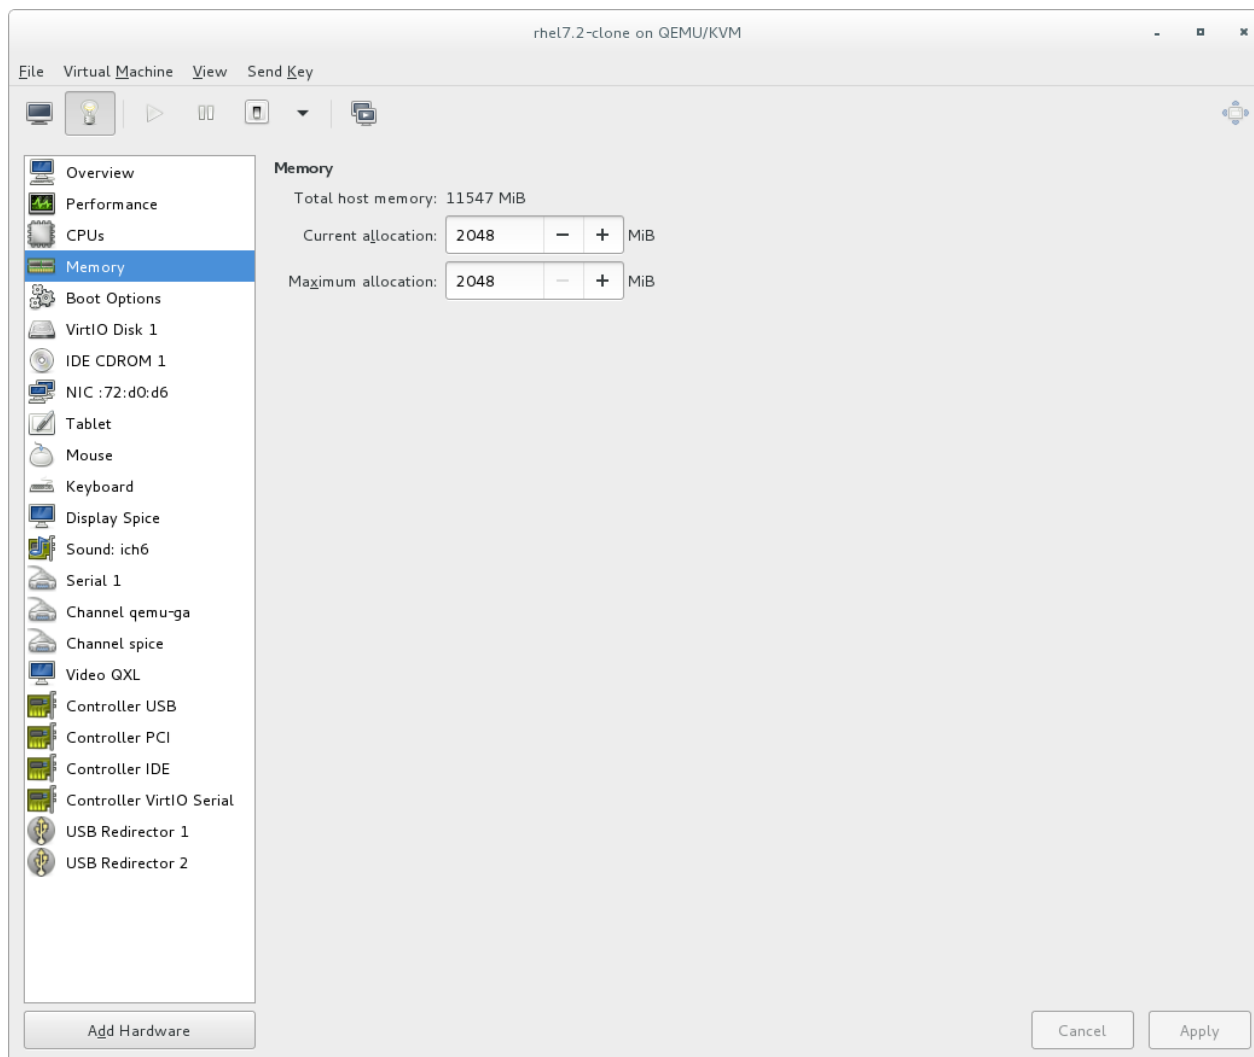 rhel7.2-clone on QEMU/KVM
File Virtual Machine View Send Key
Overview
Performance
CPUs
Memory
Boot Options
VirtIO Disk 1
IDE CDROM 1
NIC :72:d0:d6
Tablet
Mouse
Keyboard
Display Spice
Sound: ich6
Serial 1
Channel qemu-ga
Channel spice
Video QXL
Controller USB
Controller PCI
Controller IDE
Controller VirtIO Serial
USB Redirector 1
USB Redirector 2
Add Hardware
Memory
Total host memory: 11547 MiB
Current allocation: 2048 MiB
Maximum allocation: 2048 MiB
Cancel Apply